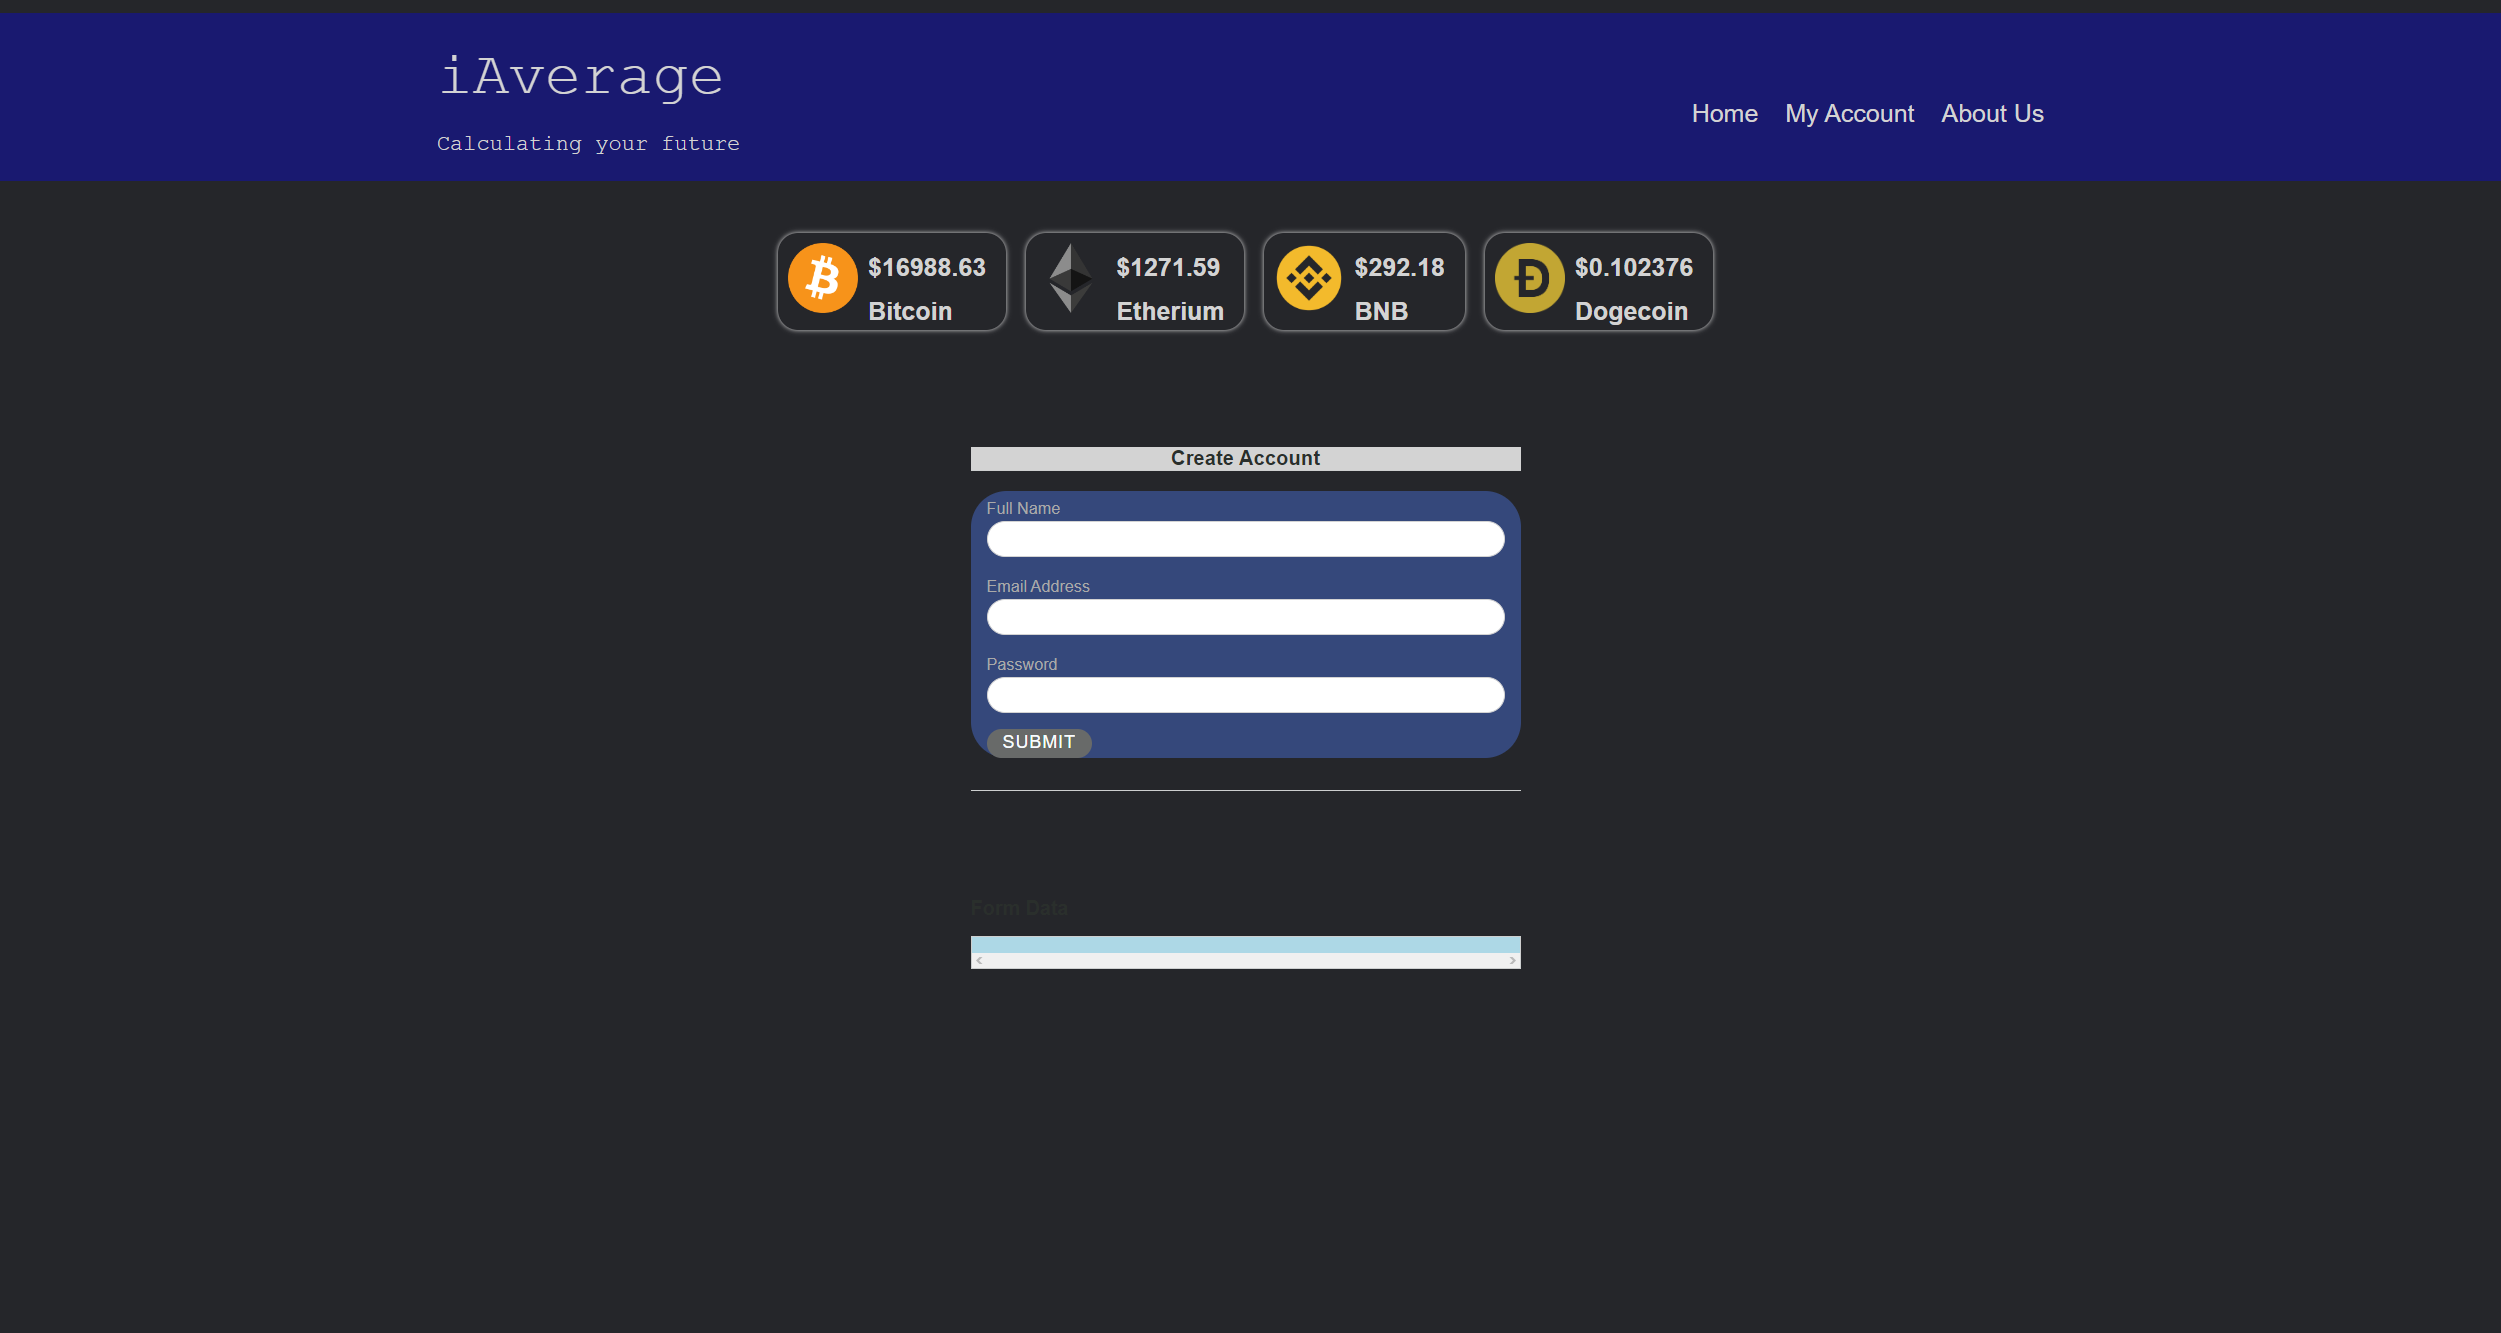 iAverage
Calculating your future
Home My Account About Us
$16988.63
Bitcoin
$1271.59
Etherium
$292.18
BNB
$0.102376
Dogecoin
Create Account
Full Name
Email Address
Password
SUBMIT
Form Data